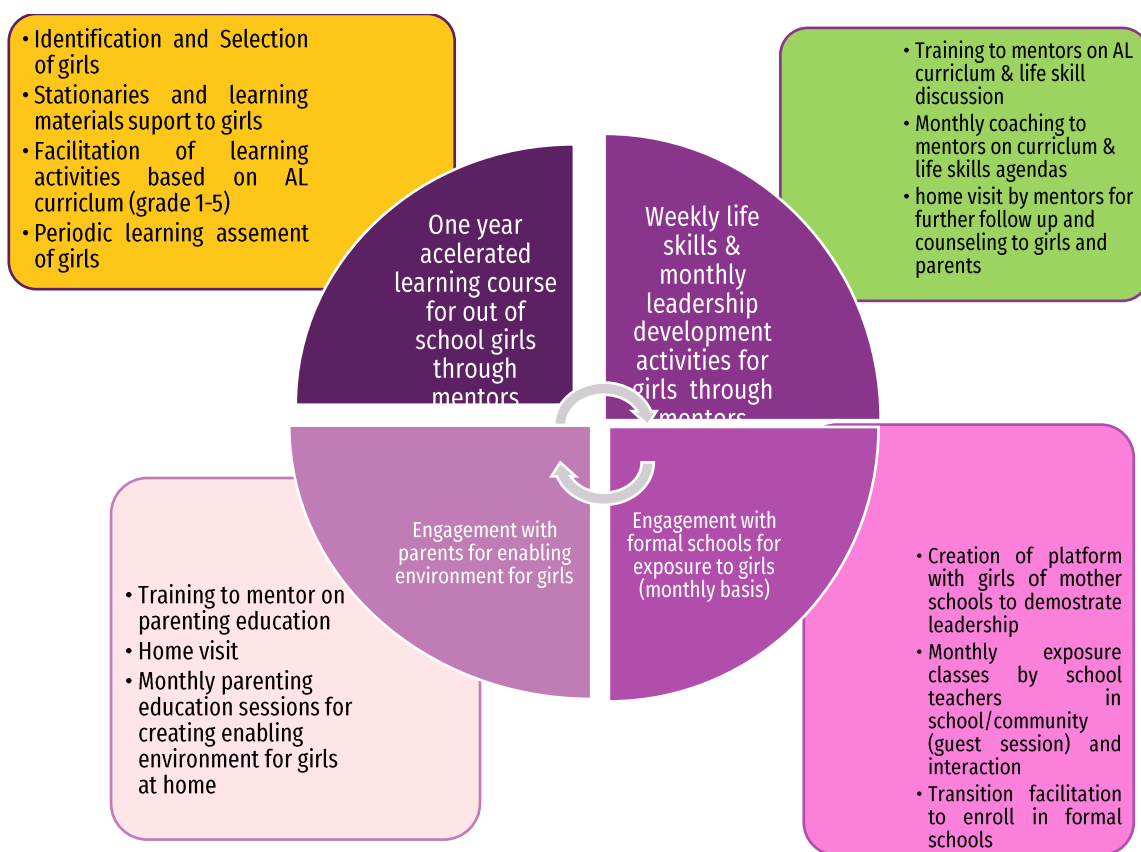 • Identification and Selection
of girls
• Stationaries and learning
materials suport to girls
• Facilitation of learning
activities based on AL
curriclum (grade 1-5)
• Periodic learning assement
of girls
• Training to mentors on AL
curriclum & life skill
discussion
• Monthly coaching to
mentors on curriclum &
life skills agendas
• home visit by mentors for
further follow up and
counseling to girls and
parents
One year
acelerated
learning course
for out of
school girls
through
mentors
Weekly life
skills &
monthly
leadership
development
activities for
girls through
mentors
Engagement with
parents for enabling
environment for girls
Engagement with
formal schools for
exposure to girls
(monthly basis)
• Training to mentor on
parenting education
• Home visit
• Monthly parenting
education sessions for
creating enabling
environment for girls
at home
• Creation of platform
with girls of mother
schools to demostrate
leadership
• Monthly exposure
classes by school
teachers in
school/community
(guest session) and
interaction
• Transition facilitation
to enroll in formal
schools